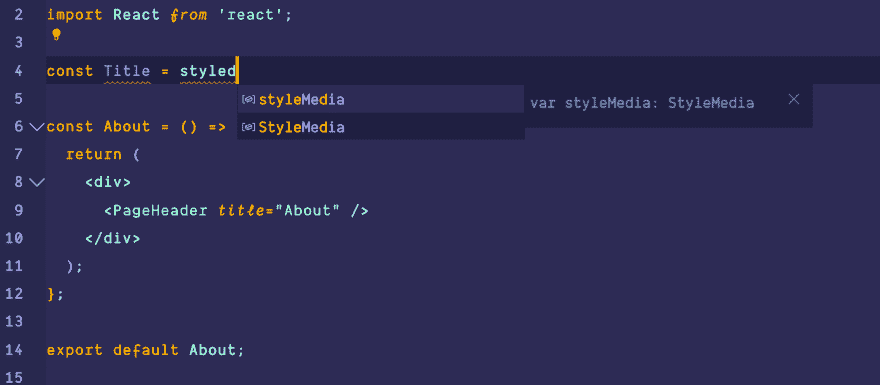 2 import React from 'react';
3
4 const Title = styled
styleMedia var styleMedia: StyleMedia
StyleMedia
5
6 const About = () =>
7 return (
8 <div>
9 <PageHeader title="About" />
10 </div>
11 );
12 };
13
14 export default About;
15